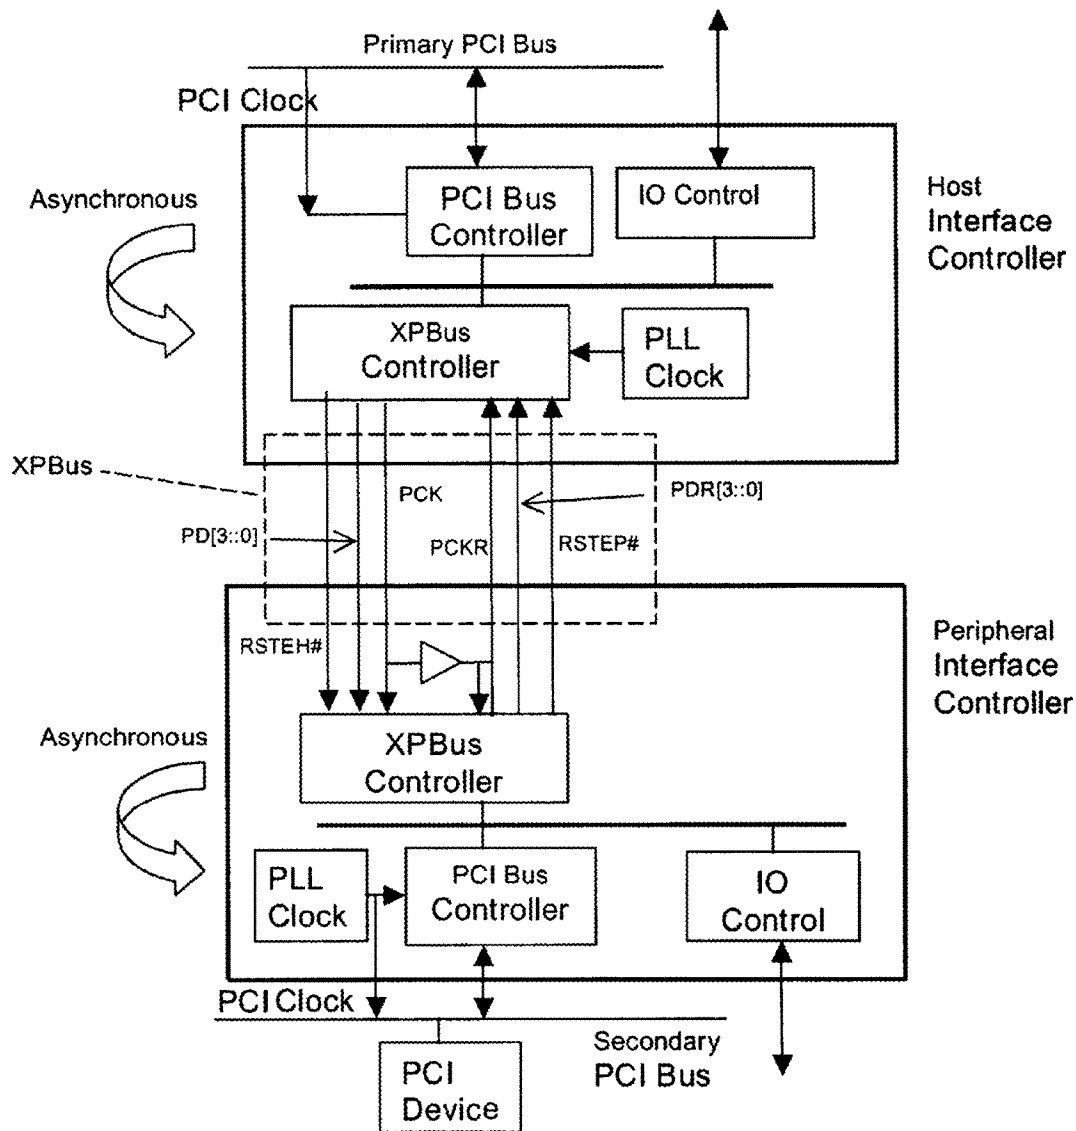 Primary PCI Bus
PCI Clock
Asynchronous
PCI Bus
Controller
IO Control
Host
Interface
Controller
XPBus
Controller
PLL
Clock
XPBus
PCK
PDR[3::0]
PD[3::0]
PCKR
RSTEP#
RSTEH#
Peripheral
Interface
Controller
Asynchronous
XPBus
Controller
PLL
Clock
PCI Bus
Controller
IO
Control
PCI Clock
Secondary
PCI Bus
PCI
Device